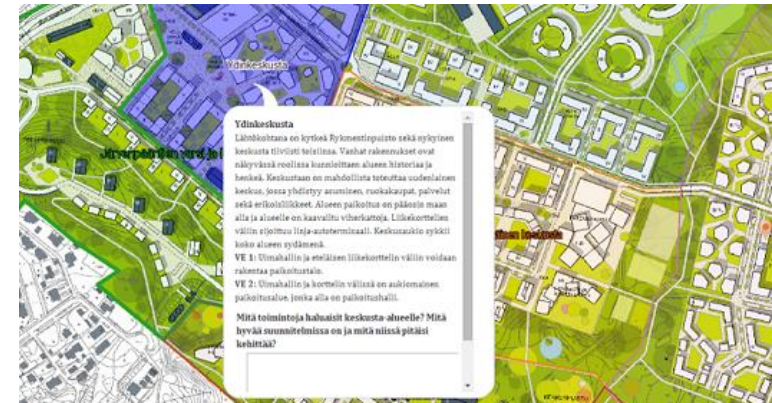 Ydinkeskusta
Ydinkeskusta
Lähtökohtana on kytkeä Rykmentinpuisto sekä nykyinen
keskusta tiiviisti toisiinsa. Vanhat rakennukset ovat
näkyvässä roolissa kunnioittaen alueen historiaa ja
henkeä. Keskustaan on mahdollista toteuttaa uudenlainen
keskus, jossa yhdistyy asuminen, ruokakaupat, palvelut
sekä erikoisliikkeet. Alueen paikoitus on pääosin maan
alla ja alueelle on kaavailtu viherkattoja. Liikekorttelien
väliin sijoittuu linja-autoterminaali. Keskusaukio sykkii
koko alueen sydämenä.
VE 1: Uimahallin ja eteläisen liikekorttelin väliin voidaan
rakentaa paikoitustalo.
VE 2: Uimahallin ja korttelin välissä on aukiomainen
paikoitusalue, jonka alla on paikoitushalli.
Mitä toimintoja haluaisit keskusta-alueelle? Mitä
hyvää suunnitelmissa on ja mitä niissä pitäisi
kehittää?
keskusta